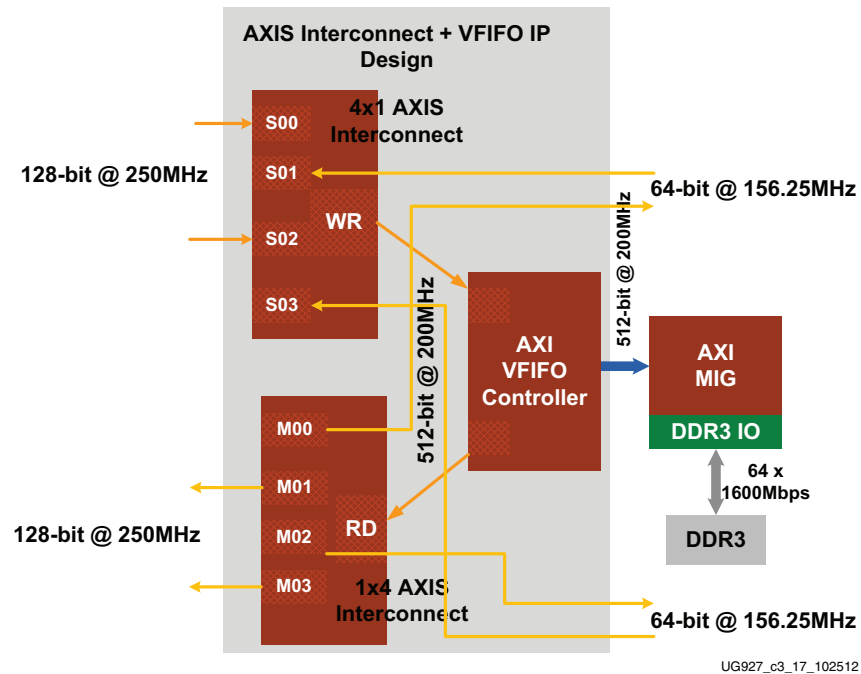 AXIS Interconnect + VFIFO IP
Design
4x1 AXIS
Interconnect
S00
S01
S02
S03
WR
128-bit @ 250MHz
64-bit @ 156.25MHz
512-bit @ 200MHz
512-bit @ 200MHz
AXI
VFIFO
Controller
AXI
MIG
DDR3 IO
64 x
1600Mbps
DDR3
M00
M01
M02
M03
RD
128-bit @ 250MHz
1x4 AXIS
Interconnect
64-bit @ 156.25MHz
UG927_c3_17_102512